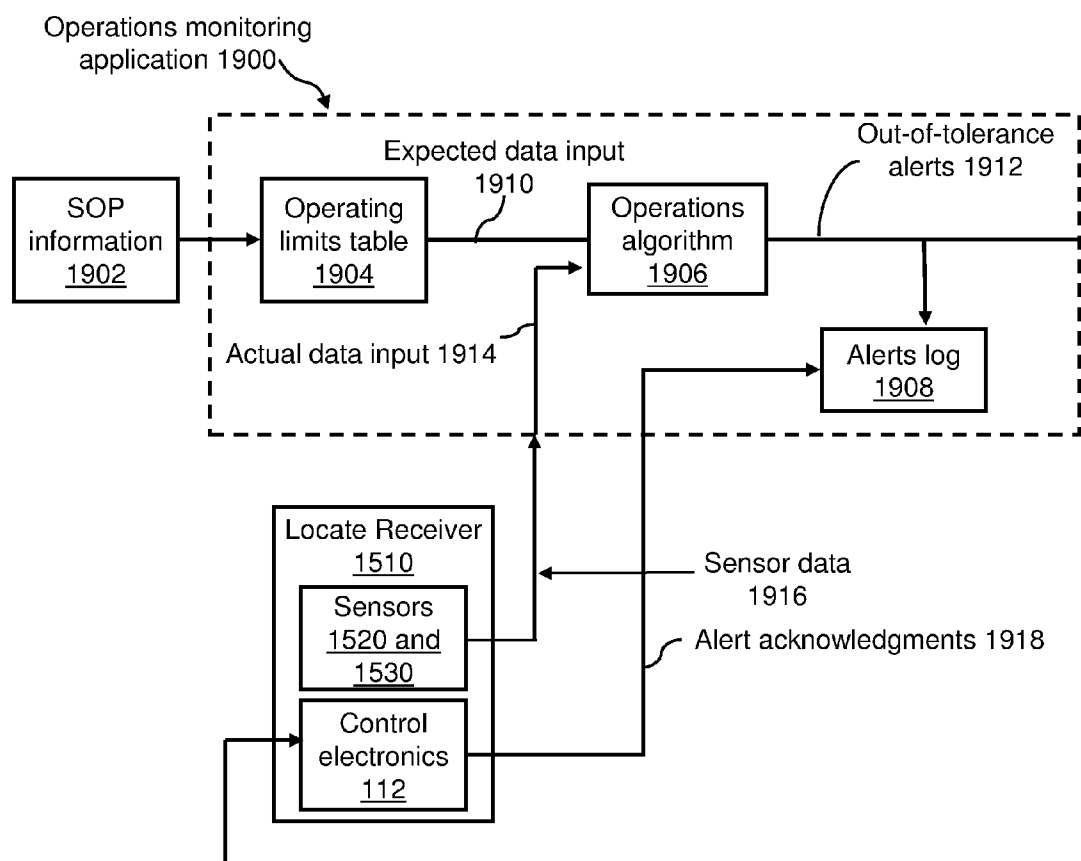 Operations monitoring
application 1900
Expected data input
1910
Out-of-tolerance
alerts 1912
SOP
information
1902
Operating
limits table
1904
Operations
algorithm
1906
Actual data input 1914
Alerts log
1908
Locate Receiver
1510
Sensors
1520 and
1530
Sensor data
1916
Alert acknowledgments 1918
Control
electronics
112